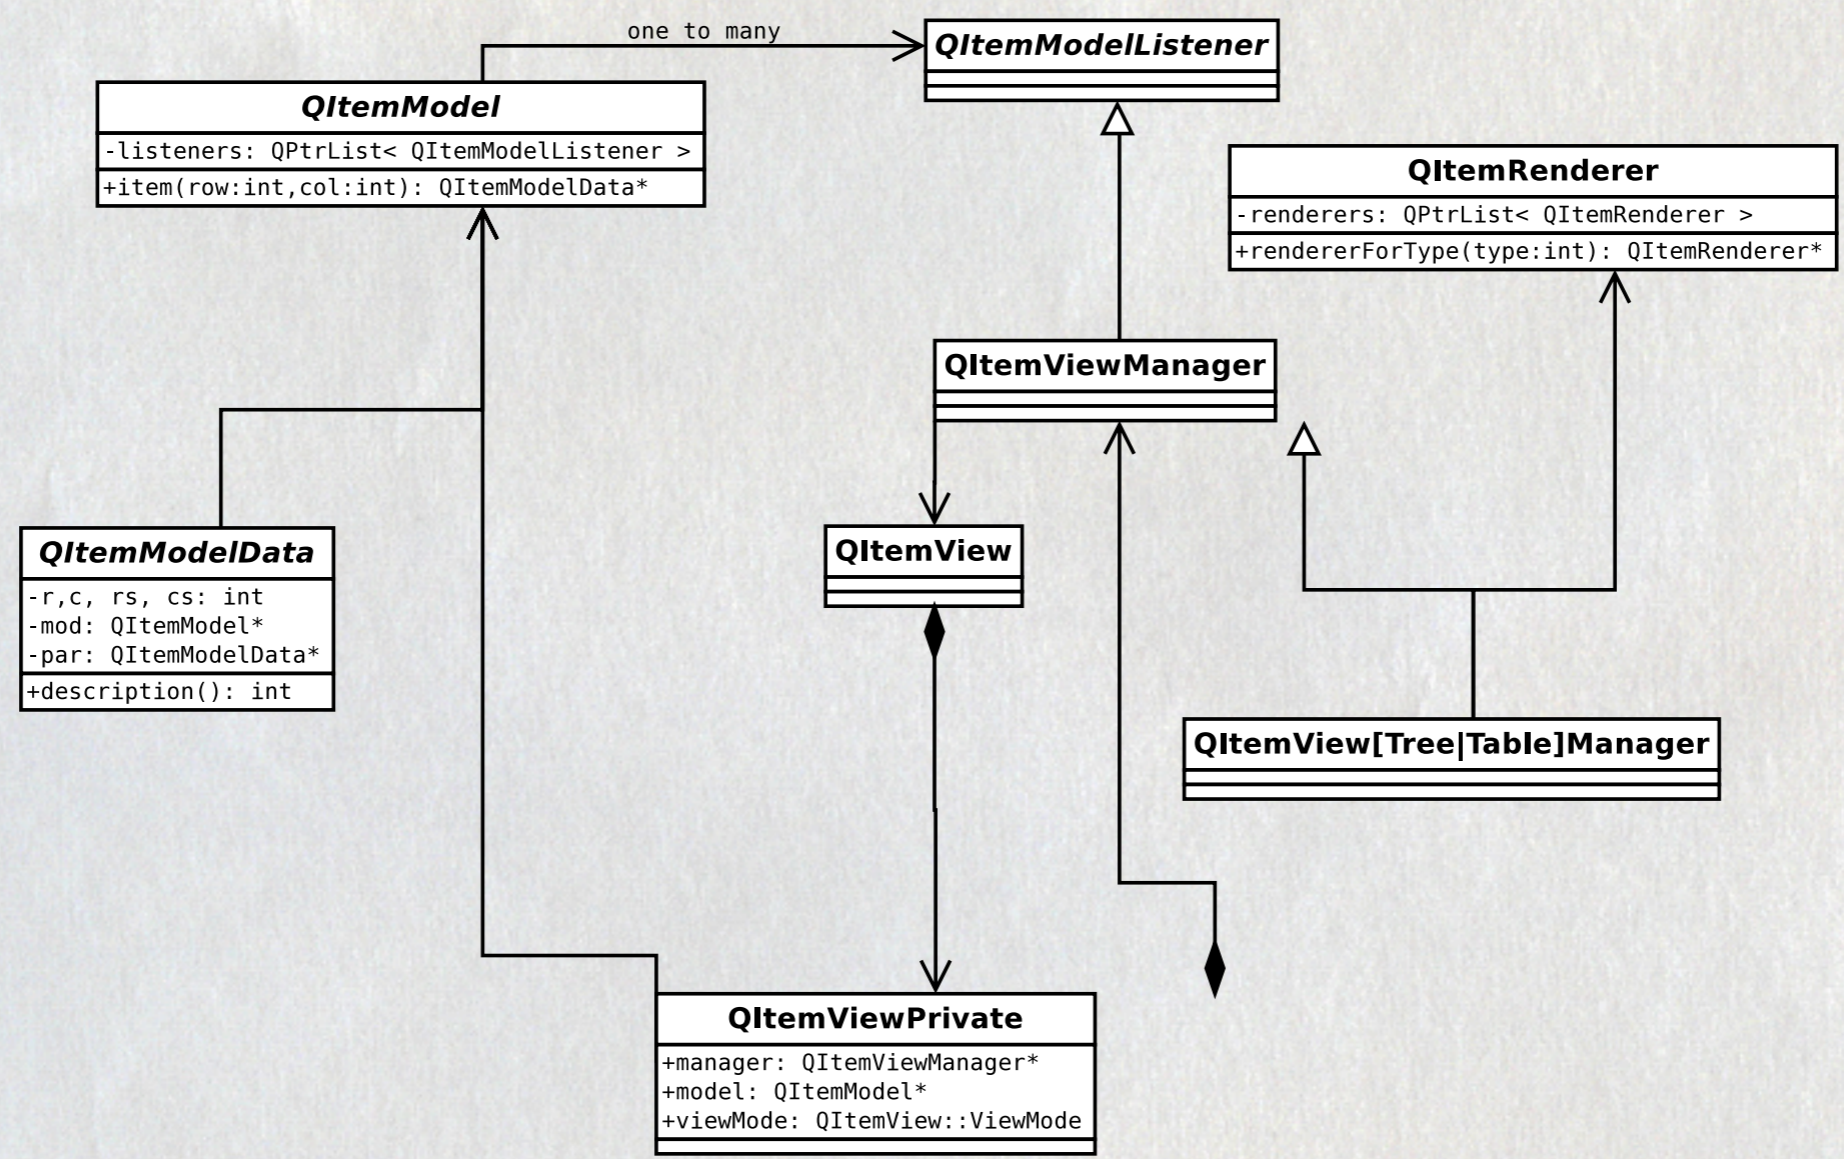 one to many
QItemModelListener
QItemModel
-listeners: QPtrList< QItemModelListener >
+item(row:int,col:int): QItemModelData*
QItemRenderer
-renderers: QPtrList< QItemRenderer >
+rendererForType(type:int): QItemRenderer*
QItemViewManager
QItemView
QItemModelData
-r,c, rs, cs: int
-mod: QItemModel*
-par: QItemModelData*
+description(): int
QItemView[Tree|Table]Manager
QItemViewPrivate
+manager: QItemViewManager*
+model: QItemModel*
+viewMode: QItemView::ViewMode